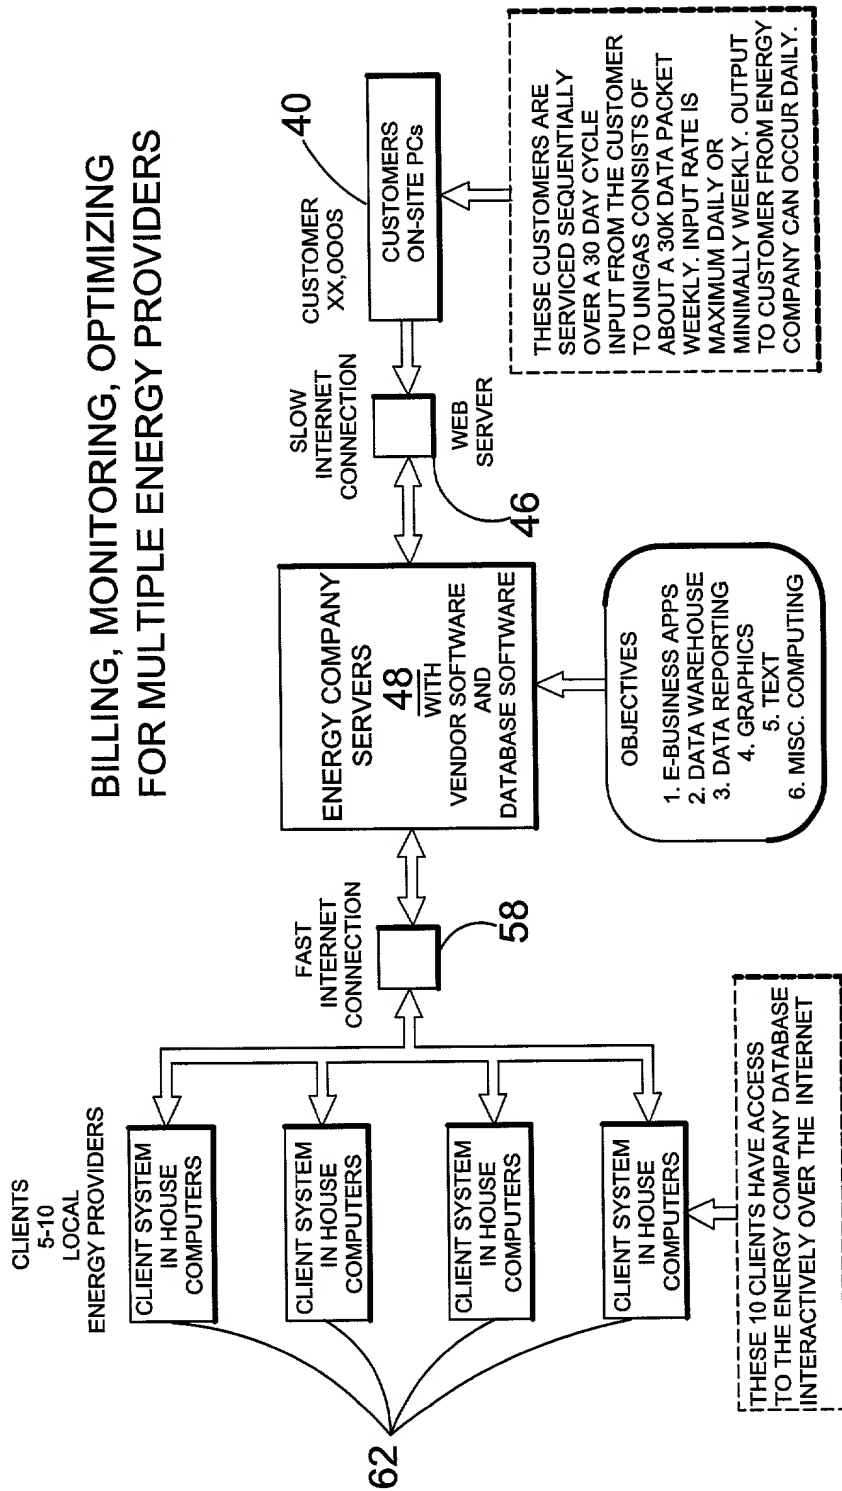 BILLING, MONITORING, OPTIMIZING
FOR MULTIPLE ENERGY PROVIDERS
CLIENTS
5-10
LOCAL
ENERGY PROVIDERS
CLIENT SYSTEM
IN HOUSE
COMPUTERS
CLIENT SYSTEM
IN HOUSE
COMPUTERS
CLIENT SYSTEM
IN HOUSE
COMPUTERS
CLIENT SYSTEM
IN HOUSE
COMPUTERS
62
THESE 10 CLIENTS HAVE ACCESS
TO THE ENERGY COMPANY DATABASE
INTERACTIVELY OVER THE INTERNET
FAST
INTERNET
CONNECTION
58
ENERGY COMPANY
SERVERS
48
WITH
VENDOR SOFTWARE
AND
DATABASE SOFTWARE
OBJECTIVES
1. E-BUSINESS APPS
2. DATA WAREHOUSE
3. DATA REPORTING
4. GRAPHICS
5. TEXT
6. MISC. COMPUTING
SLOW
INTERNET
CONNECTION
WEB
SERVER
46
CUSTOMER
XX,OOOS
40
CUSTOMERS
ON-SITE PCs
THESE CUSTOMERS ARE
SERVICED SEQUENTIALLY
OVER A 30 DAY CYCLE
INPUT FROM THE CUSTOMER
TO UNIGAS CONSISTS OF
ABOUT A 30K DATA PACKET
WEEKLY. INPUT RATE IS
MAXIMUM DAILY OR
MINIMALLY WEEKLY. OUTPUT
TO CUSTOMER FROM ENERGY
COMPANY CAN OCCUR DAILY.